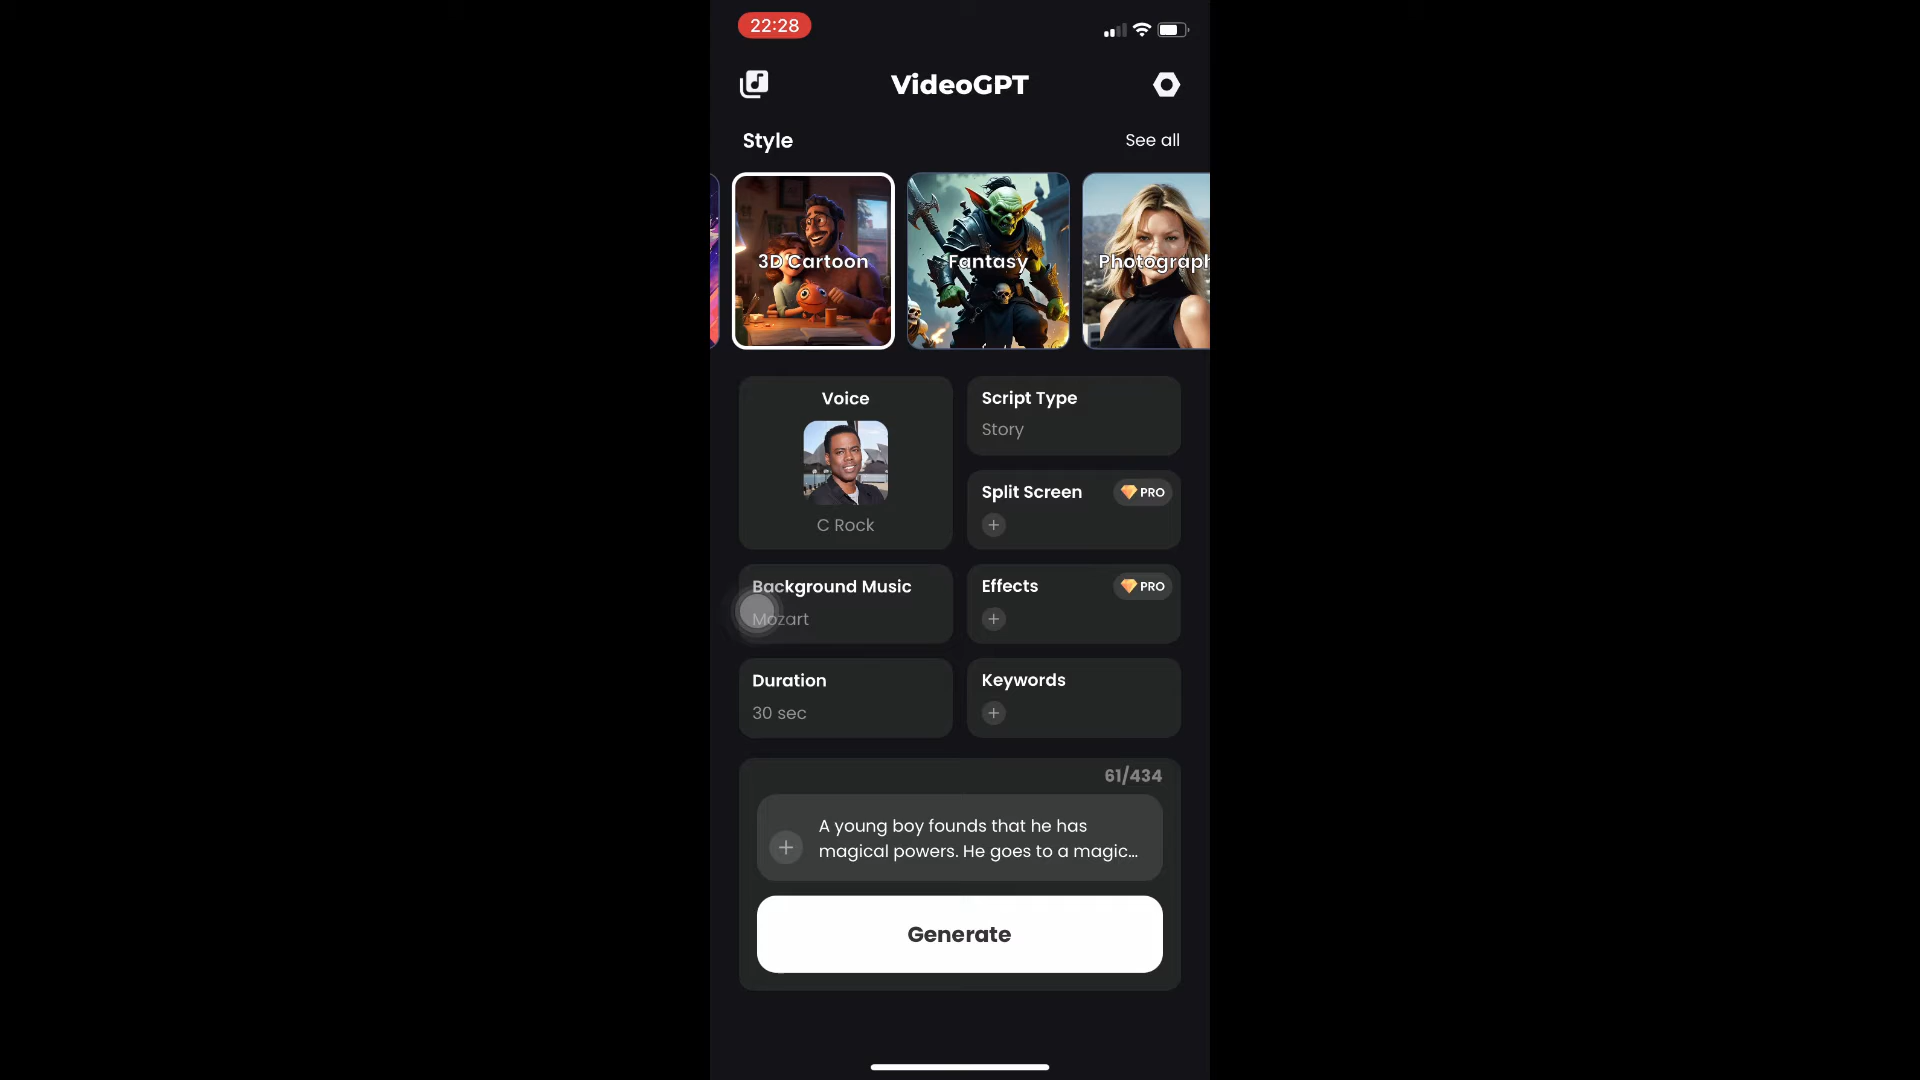 22:28
VideoGPT
Style
See all
3D Cartoon
Fantasy
Photograph
Voice
C Rock
Script Type
Story
Split Screen
PRO
Background Music
Mozart
Effects
PRO
Duration
30 sec
Keywords
61/434
A young boy founds that he has
magical powers. He goes to a magic...
Generate